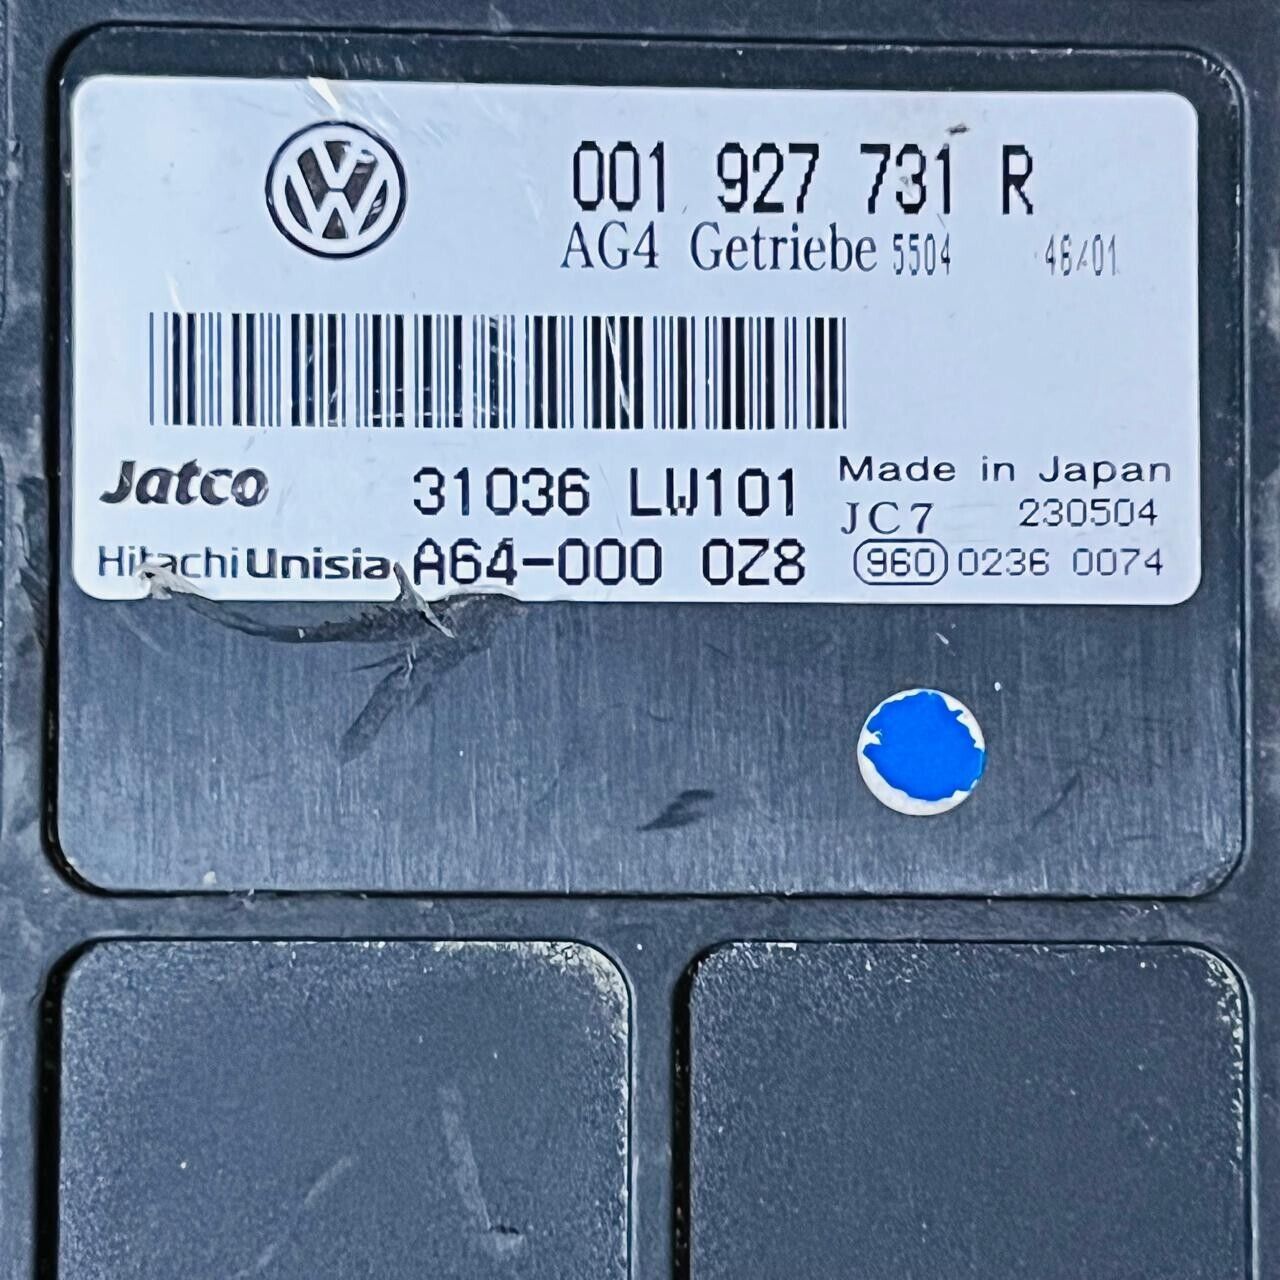 VW
001 927 731 R
AG4 Getriebe 5504 46/01
Jatco 31036 LW101 Made in Japan
JC7 230504
Hitachi Unisia A64-000 0Z8 960 0236 0074